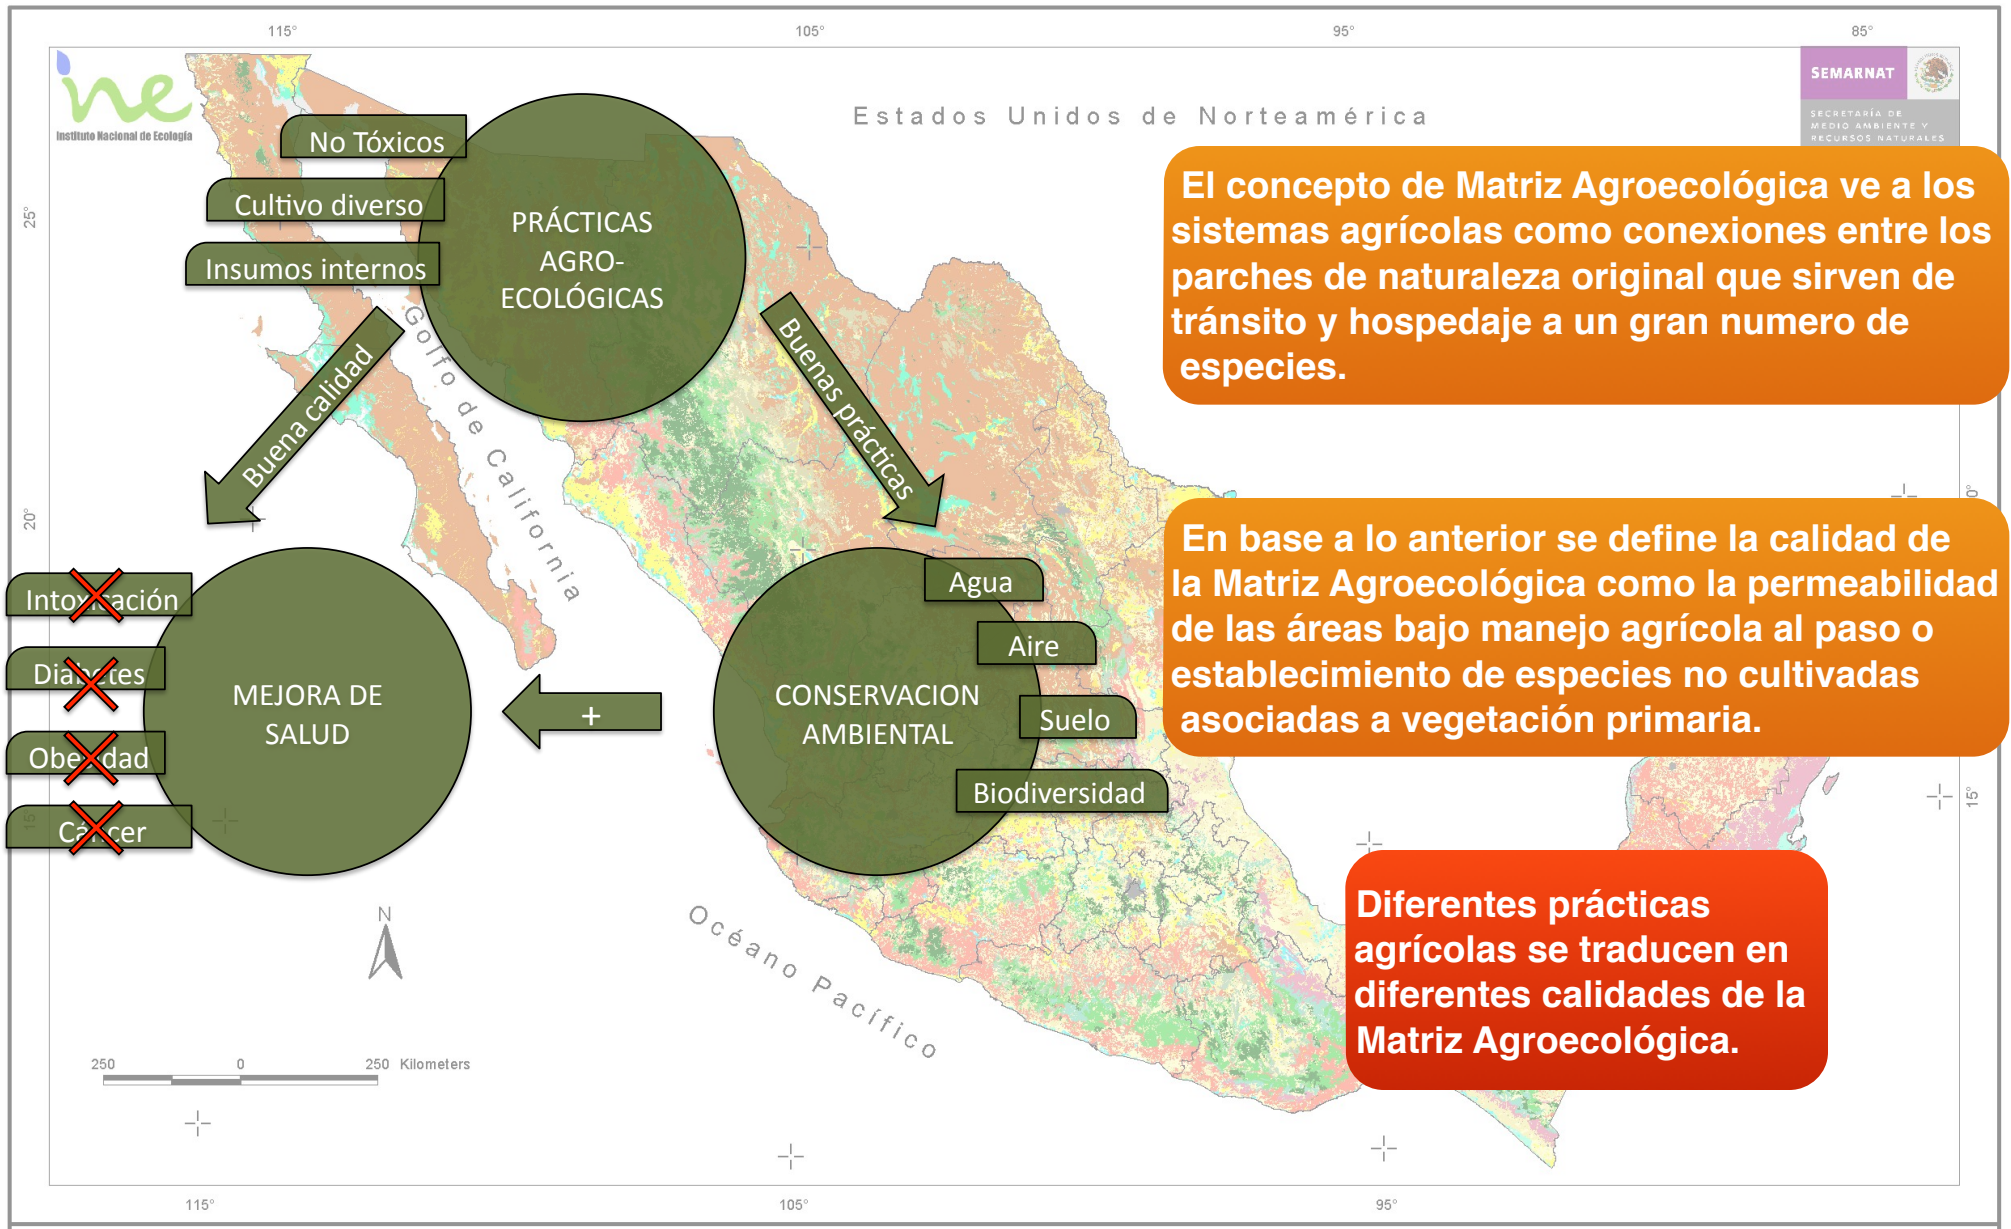 115°
105°
95°
85°
ine
Instituto Nacional de Ecología
SEMARNAT
SECRETARÍA DE
MEDIO AMBIENTE Y
RECURSOS NATURALES
Estados Unidos de Norteamérica
No Tóxicos
Cultivo diverso
Insumos internos
PRÁCTICAS
AGRO-
ECOLÓGICAS
El concepto de Matriz Agroecológica ve a los
sistemas agrícolas como conexiones entre los
parches de naturaleza original que sirven de
tránsito y hospedaje a un gran numero de
especies.
25°
Golfo de California
Buena calidad
Buenas prácticas
20°
0°
En base a lo anterior se define la calidad de
la Matriz Agroecológica como la permeabilidad
de las áreas bajo manejo agrícola al paso o
establecimiento de especies no cultivadas
asociadas a vegetación primaria.
Intoxicación
Diabetes
Obesidad
Cáncer
MEJORA DE
SALUD
+
CONSERVACION
AMBIENTAL
Agua
Aire
Suelo
Biodiversidad
15°
15°
Diferentes prácticas
agrícolas se traducen en
diferentes calidades de la
Matriz Agroecológica.
N
Océano Pacífico
250 0 250 Kilometers
115°
105°
95°